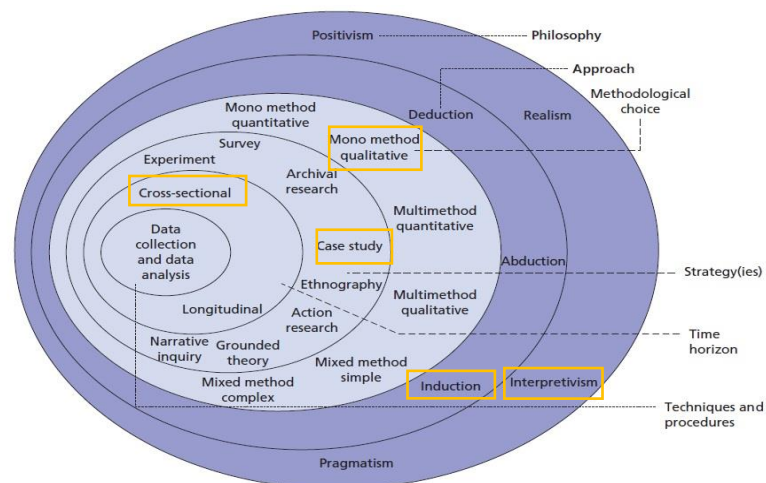 Positivism
Philosophy
Approach
Methodological
choice
Mono method
quantitative
Deduction
Realism
Survey
Mono method
qualitative
Experiment
Archival
research
Cross-sectional
Multimethod
quantitative
Data
collection
and data
analysis
Case study
Abduction
Strategy(ies)
Ethnography
Multimethod
qualitative
Longitudinal
Action
research
Time
horizon
Narrative
inquiry
Grounded
theory
Mixed method
simple
Mixed method
complex
Induction
Interpretivism
Techniques and
procedures
Pragmatism